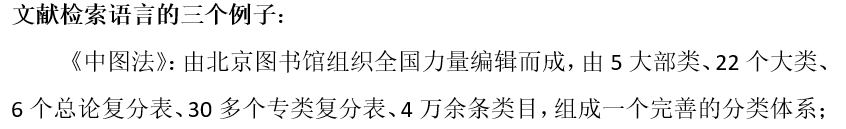 文献检索语言的三个例子：
《中图法》：由北京图书馆组织全国力量编辑而成，由 5 大部类、22 个大类、
6 个总论复分表、30 多个专类复分表、4 万余条类目，组成一个完善的分类体系；